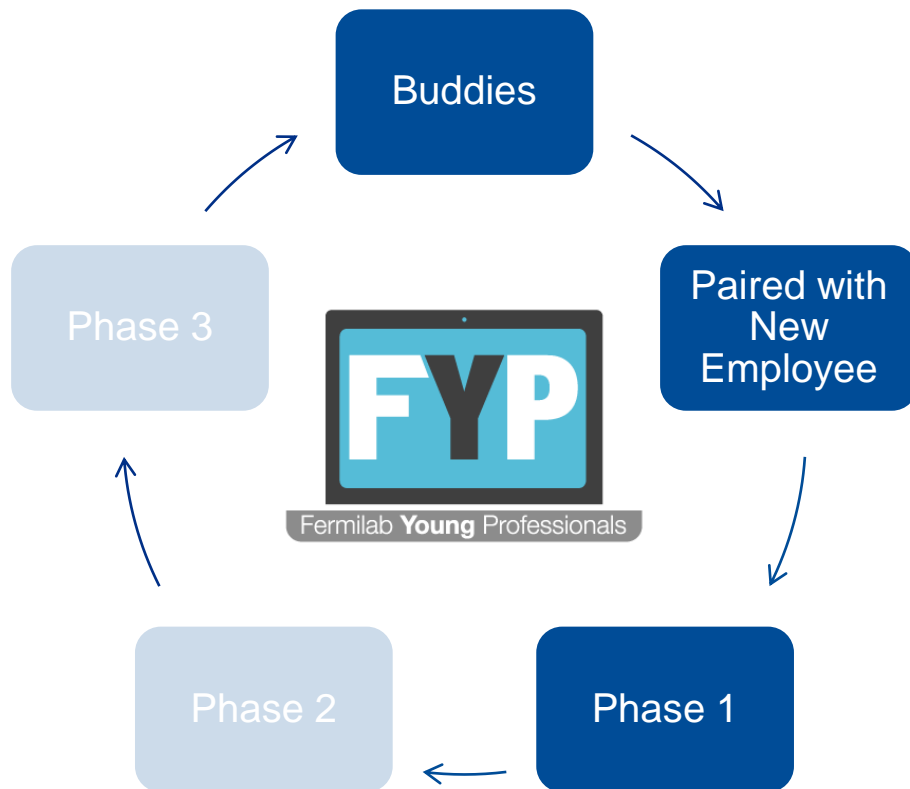 Buddies
Paired with
New
Employee
Phase 3
FYP
Fermilab Young Professionals
Phase 2
Phase 1